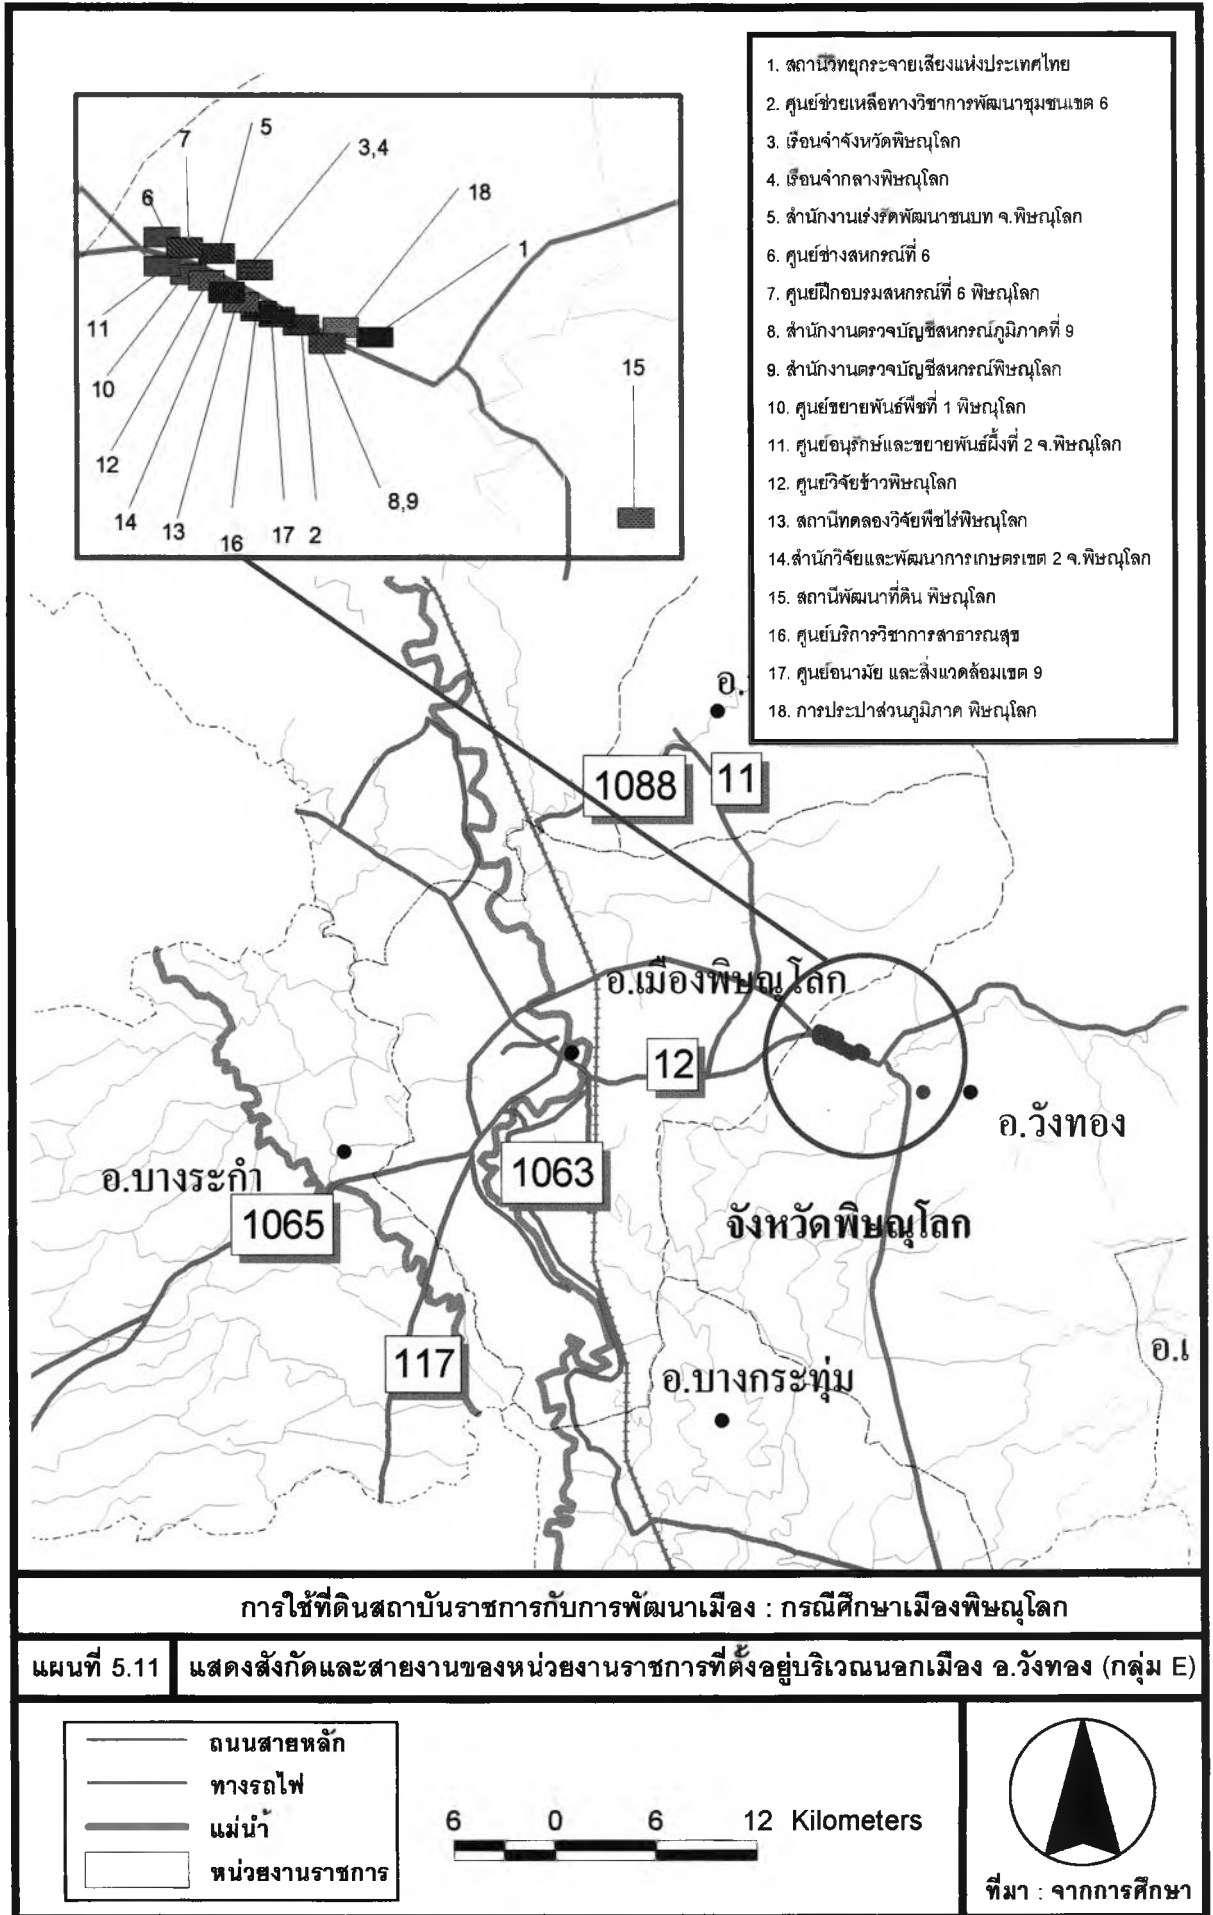 1. สถานีวิทยุกระจายเสียงแห่งประเทศไทย
2. ศูนย์ช่วยเหลือทางวิชาการพัฒนาชุมชนเขต 6
3. เรือนจำจังหวัดพิษณุโลก
4. เรือนจำกลางพิษณุโลก
5. สำนักงานเร่งรัดพัฒนาชนบท จ.พิษณุโลก
6. ศูนย์ช่างสหกรณ์ที่ 6
7. ศูนย์ฝึกอบรมสหกรณ์ที่ 6 พิษณุโลก
8. สำนักงานตรวจบัญชีสหกรณ์ภูมิภาคที่ 9
9. สำนักงานตรวจบัญชีสหกรณ์พิษณุโลก
10. ศูนย์ขยายพันธ์พืชที่ 1 พิษณุโลก
11. ศูนย์อนุรักษ์และขยายพันธ์ผึ้งที่ 2 จ.พิษณุโลก
12. ศูนย์วิจัยข้าวพิษณุโลก
13. สถานีทดลองวิจัยพืชไร่พิษณุโลก
14.สำนักวิจัยและพัฒนาการเกษตรเขต 2 จ.พิษณุโลก
15. สถานีพัฒนาที่ดิน พิษณุโลก
16. ศูนย์บริการวิชาการสาธารณสุข
17. ศูนย์อนามัย และสิ่งแวดล้อมเขต 9
18. การประปาส่วนภูมิภาค พิษณุโลก
5
7
3,4
18
6
1
11
15
10
12
8,9
14
13
16
17
2
อ.
1088
11
อ.เมืองพิษณุโลก
12
อ.วังทอง
อ.บางระกำ
1063
1065
จังหวัดพิษณุโลก
117
อ.เ
อ.บางกระทุ่ม
การใช้ที่ดินสถาบันราชการกับการพัฒนาเมือง : กรณีศึกษาเมืองพิษณุโลก
แผนที่ 5.11
แสดงสังกัดและสายงานของหน่วยงานราชการที่ตั้งอยู่บริเวณนอกเมือง อ.วังทอง (กลุ่ม E)
ถนนสายหลัก
ทางรถไฟ
แม่น้ำ
หน่วยงานราชการ
6 0 6 12 Kilometers
ที่มา : จากการศึกษา